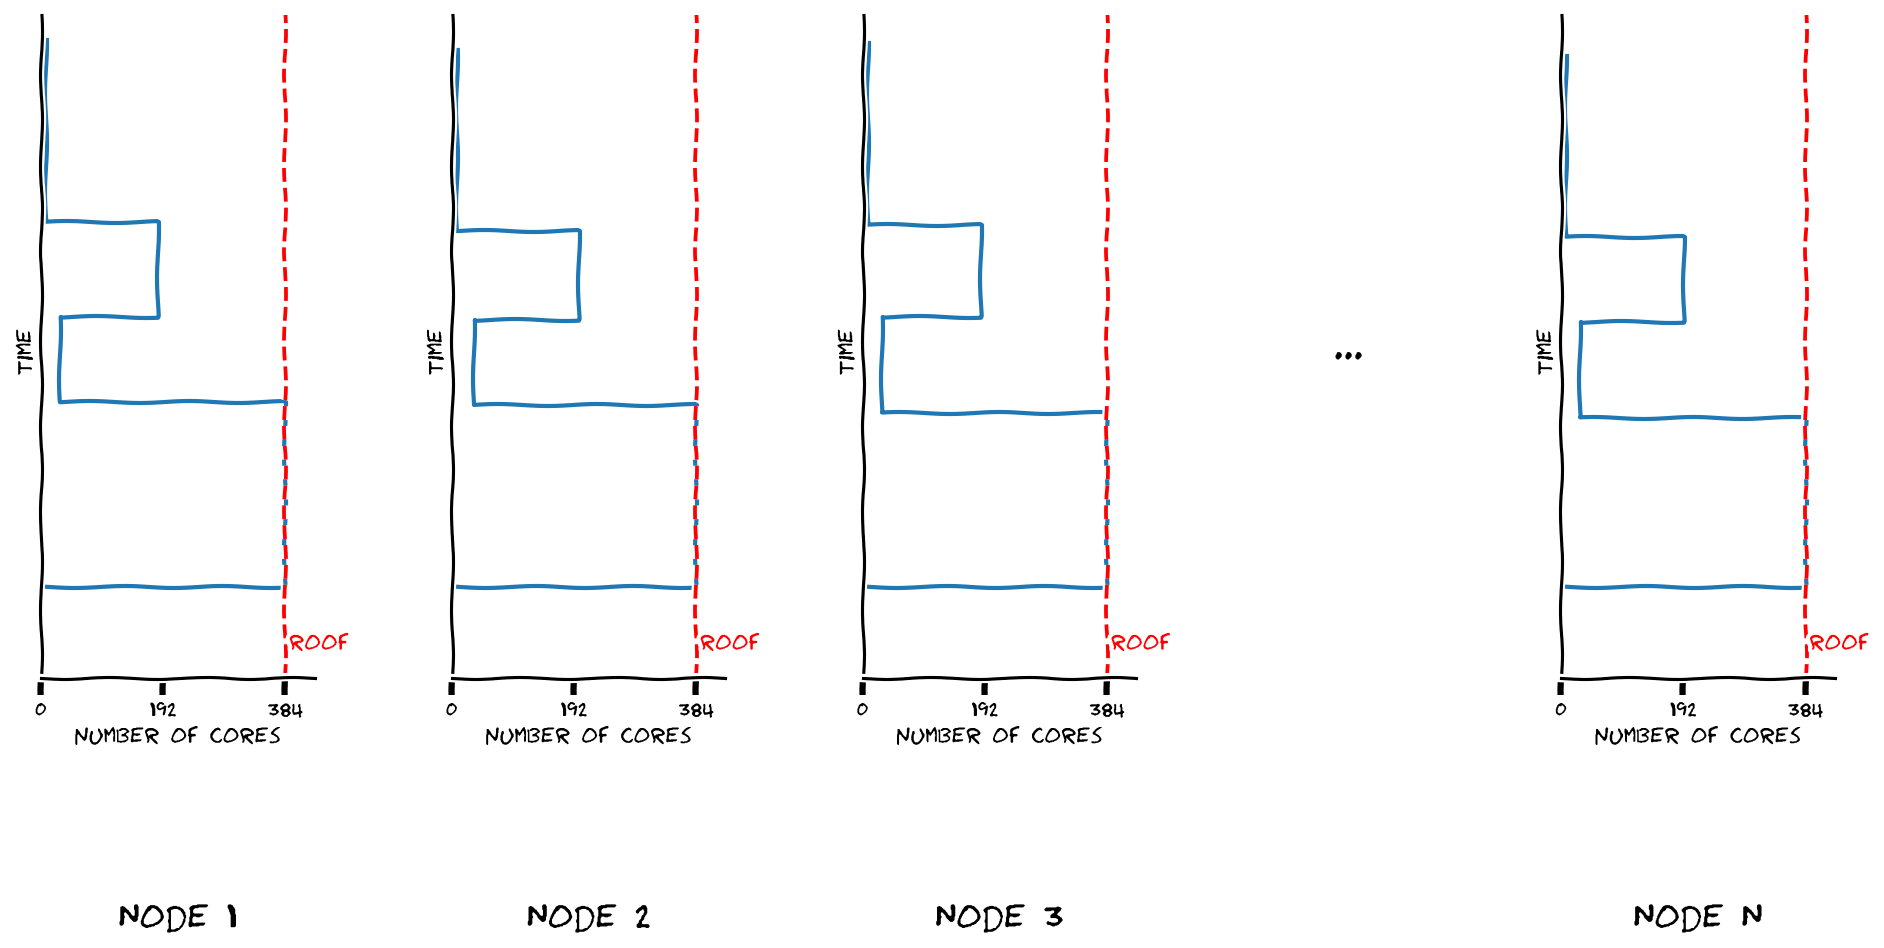 TIME
ROOF
0 192 384
NUMBER OF CORES
NODE 1
TIME
ROOF
0 192 384
NUMBER OF CORES
NODE 2
TIME
ROOF
0 192 384
NUMBER OF CORES
NODE 3
...
TIME
ROOF
0 192 384
NUMBER OF CORES
NODE N